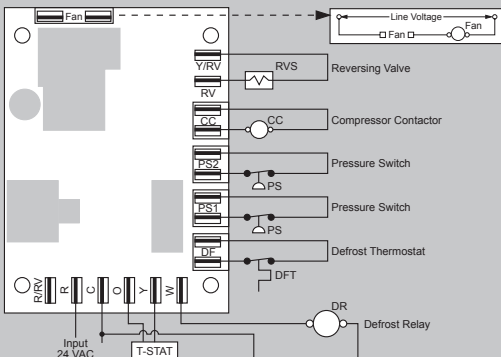 Fan
Line Voltage
Fan
Fan
Y/RV
RVS
Reversing Valve
RV
CC
CC
Compressor Contactor
PS2
Pressure Switch
PS
PS1
Pressure Switch
PS
DF
Defrost Thermostat
DFT
R/RV
R
C
O
Y
W
DR
Defrost Relay
Input
24 VAC
T-STAT